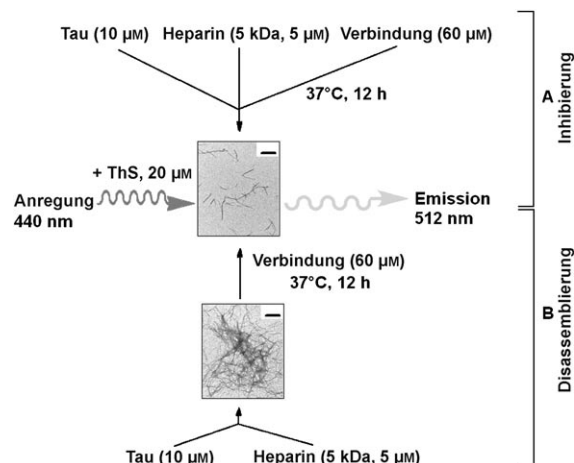 Tau (10 µM) Heparin (5 kDa, 5 µM) Verbindung (60 µM)
37°C, 12 h
A
Inhibierung
+ ThS, 20 µM
Anregung
440 nm
Emission
512 nm
Verbindung (60 µM)
37°C, 12 h
B
Disassemblierung
Tau (10 µM) Heparin (5 kDa, 5 µM)